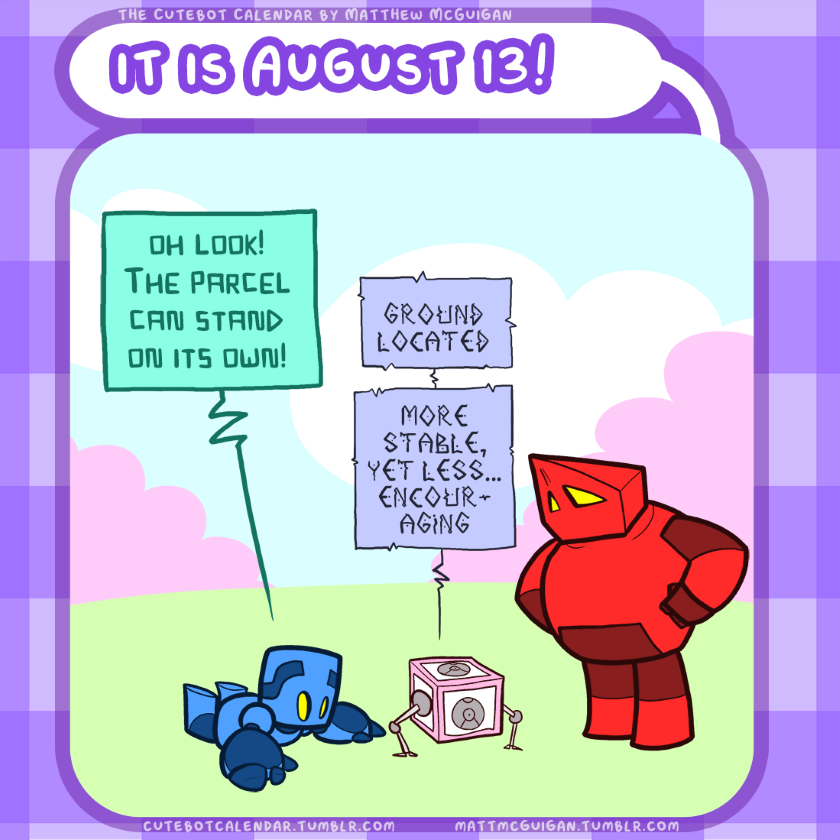 THE CUTEBOT CALENDAR BY MATTHEW MCGUIGAN
IT IS AUGUST 13!
OH LOOK!
THE PARCEL
CAN STAND
ON ITS OWN!
GROUND
LOCATED
MORE
STABLE,
YET LESS...
ENCOUR-
AGING
CUTEBOTCALENDAR.TUMBLR.COM
MATTMCGUIGAN.TUMBLR.COM